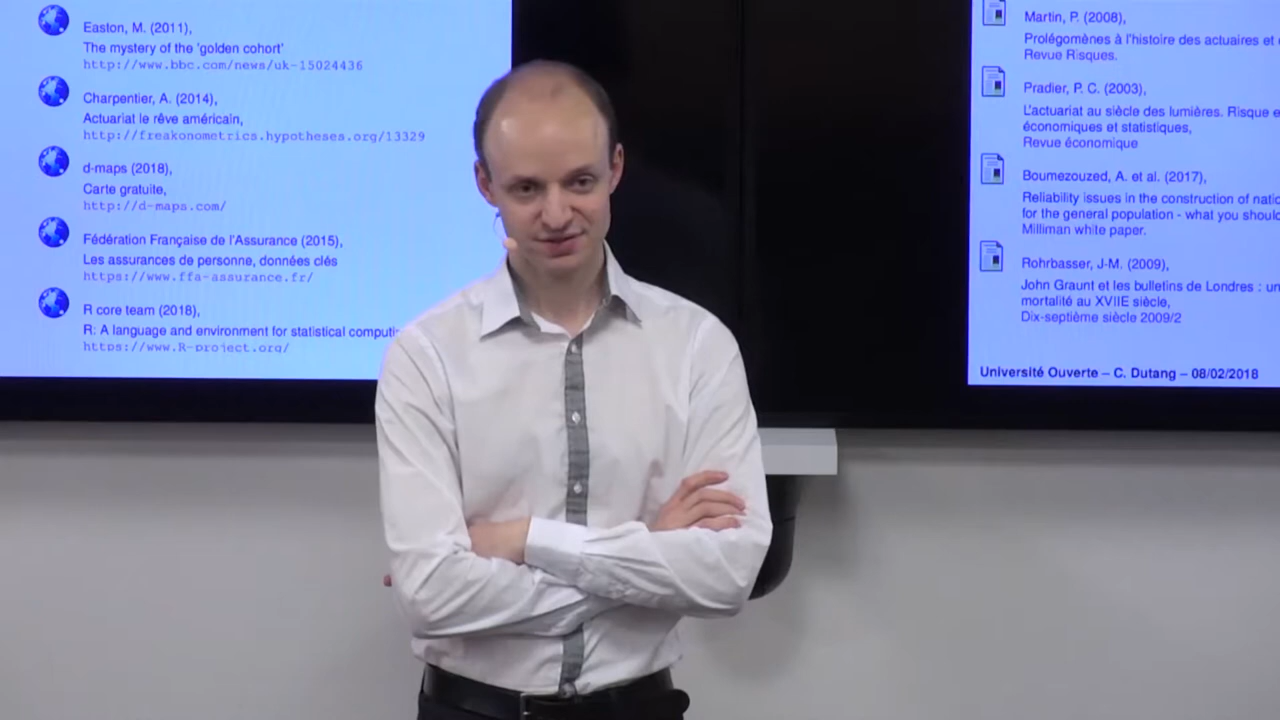 Easton, M. (2011),
The mystery of the 'golden cohort'
http://www.bbc.com/news/uk-15024436
Charpentier, A. (2014),
Actuariat le rêve américain,
http://freakonometrics.hypotheses.org/13329
d-maps (2018),
Carte gratuite,
http://d-maps.com/
Fédération Française de l'Assurance (2015),
Les assurances de personne, données clés
https://www.ffa-assurance.fr/
R core team (2018),
R: A language and environment for statistical
https://www.R-project.org/
Martin, P. (2008),
Prolégomènes à l'histoire des actuaires et
Revue Risques.
Pradier, P. C. (2003),
L'actuariat au siècle des lumières. Risque
économiques et statistiques,
Revue économique
Boumezouzed, A. et al. (2017),
Reliability issues in the construction of
for the general population - what you
Milliman white paper.
Rohrbasser, J-M. (2009),
John Graunt et les bulletins de Londres :
mortalité au XVIIE siècle,
Dix-septième siècle 2009/2
Université Ouverte – C. Dutang – 08/02/2018